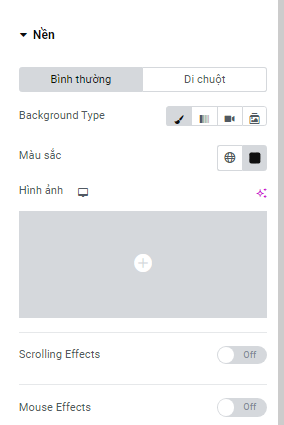 Nền
Bình thường
Di chuột
Background Type
Màu sắc
Hình ảnh
Scrolling Effects
Off
Mouse Effects
Off